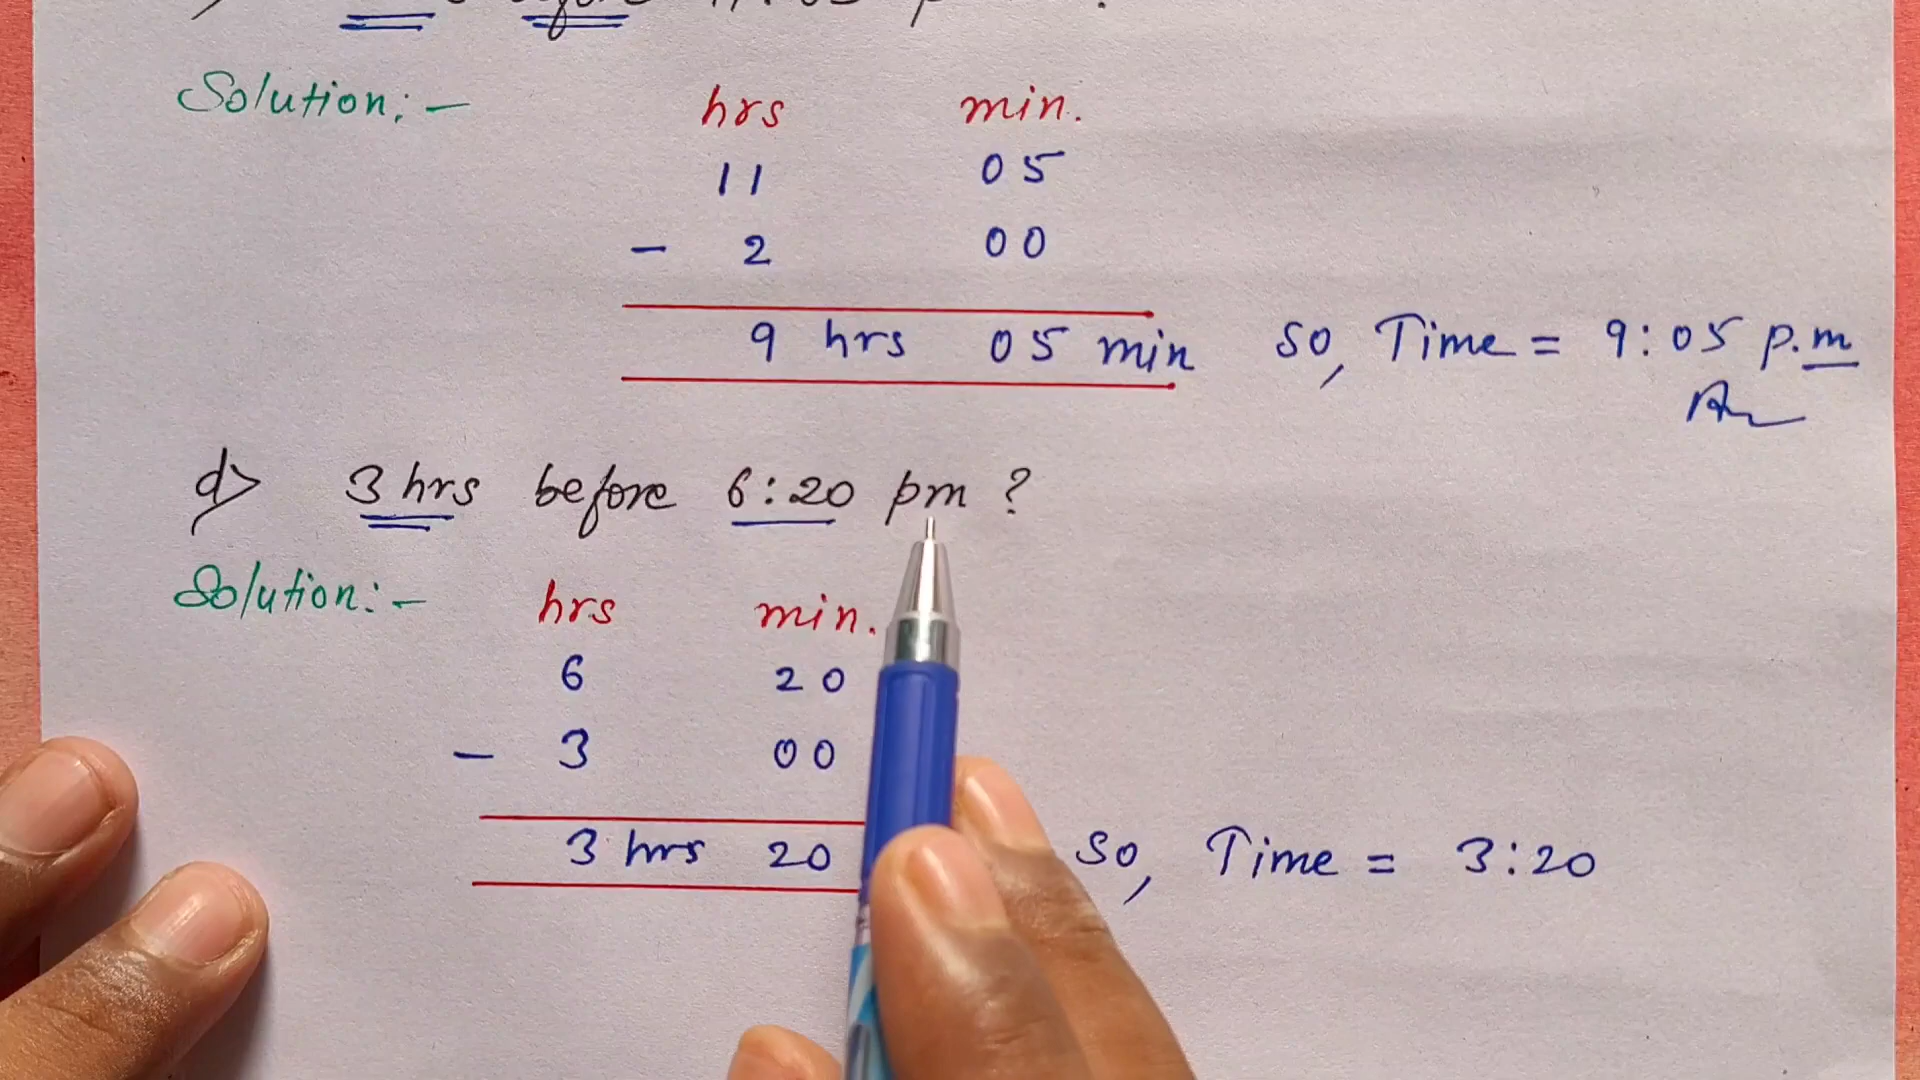 before
Solution:-
hrs min.
11 05
- 2 00
9 hrs 05 min So, Time = 9:05 p.m
d> 3 hrs before 6:20 pm ?
Solution:- hrs min.
6 20
- 3 00
3 hrs 20 So, Time = 3:20